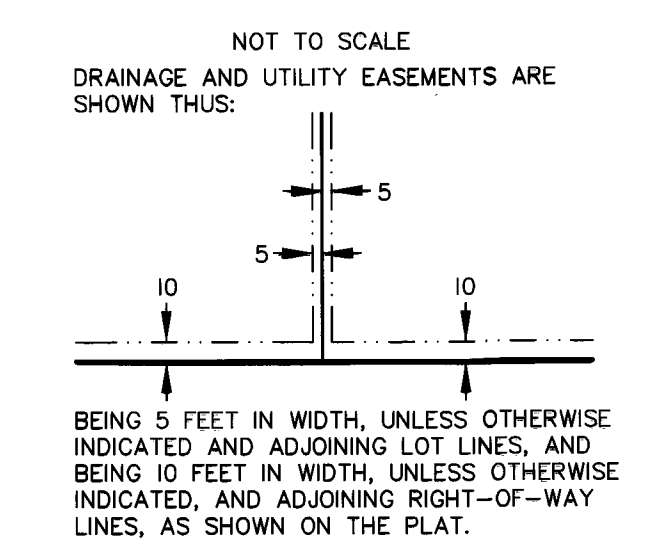 NOT TO SCALE
DRAINAGE AND UTILITY EASEMENTS ARE
SHOWN THUS:
5
5
10
10
BEING 5 FEET IN WIDTH, UNLESS OTHERWISE
INDICATED AND ADJOINING LOT LINES, AND
BEING 10 FEET IN WIDTH, UNLESS OTHERWISE
INDICATED, AND ADJOINING RIGHT-OF-WAY
LINES, AS SHOWN ON THE PLAT.